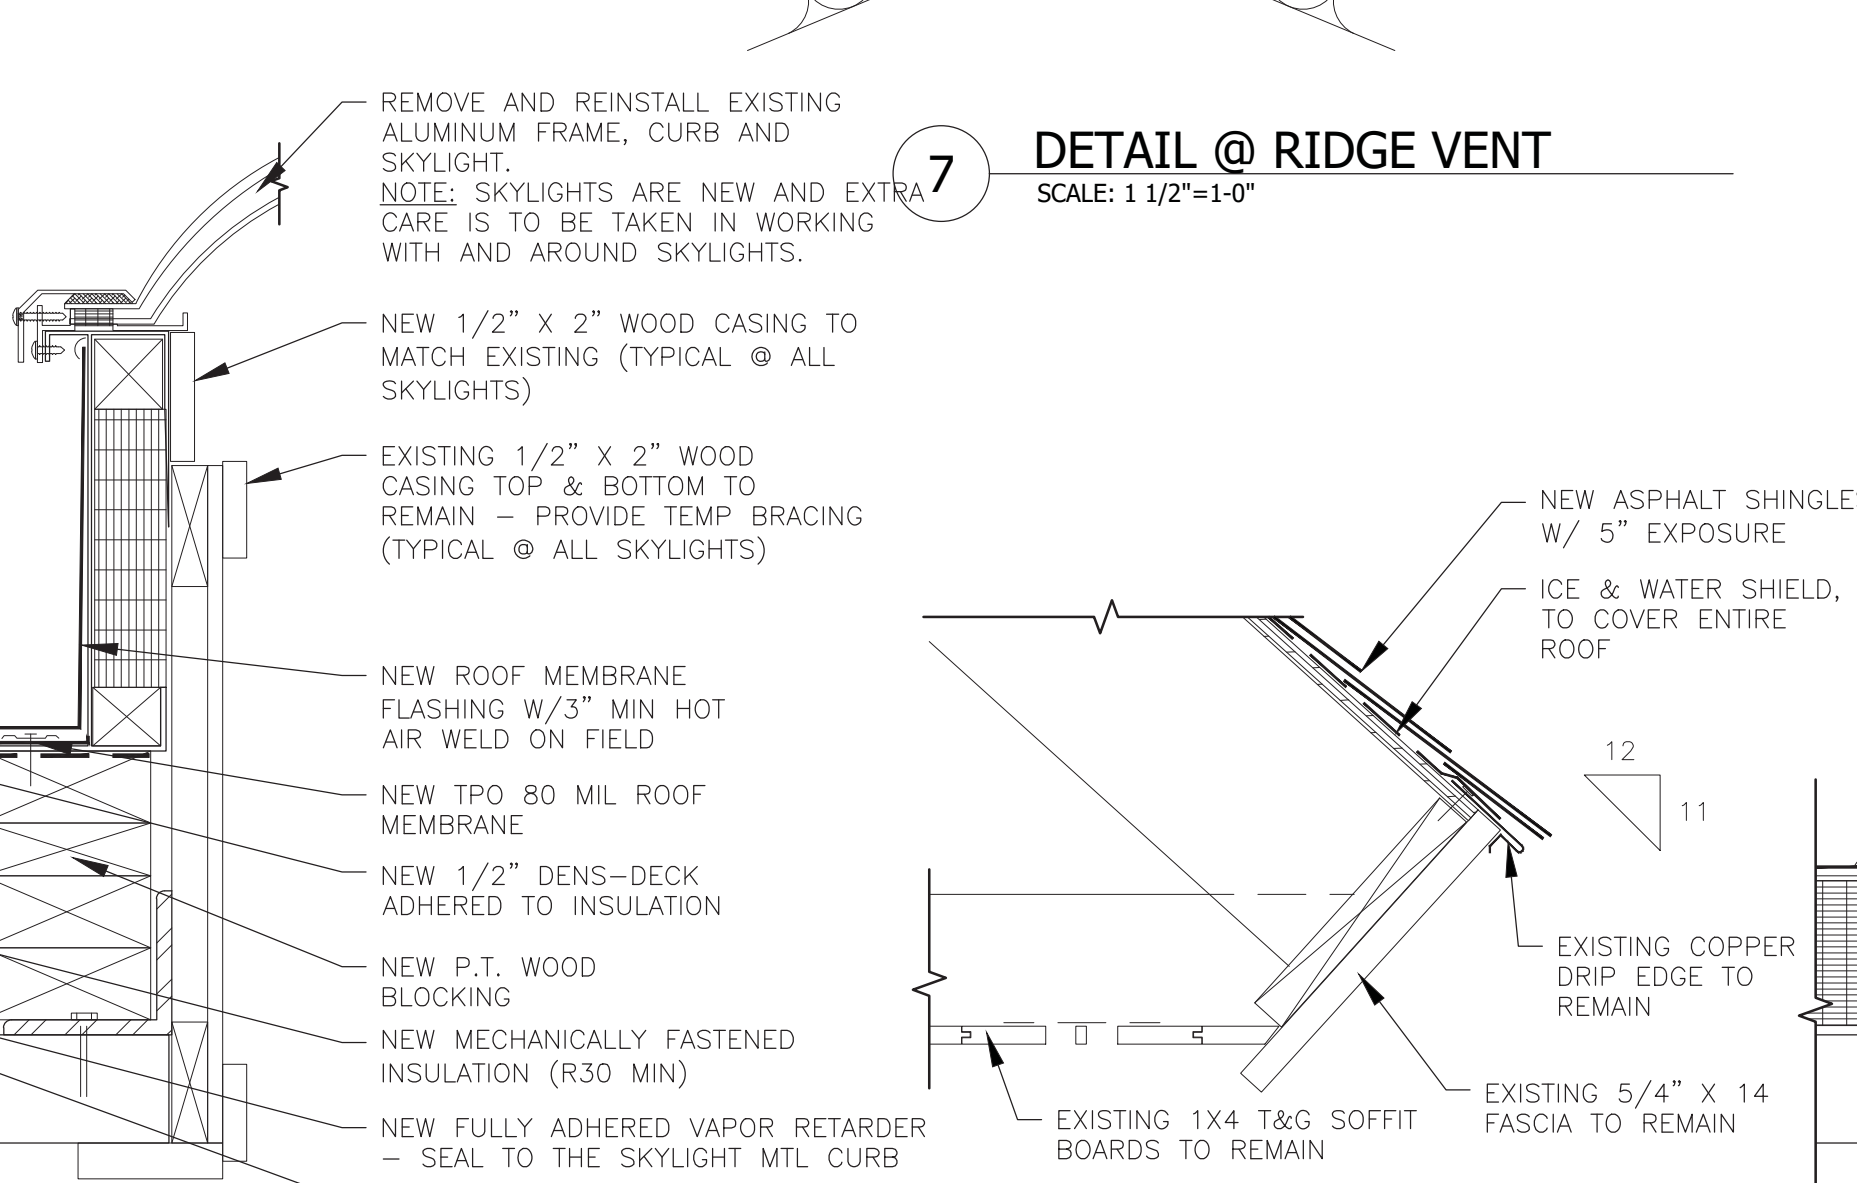 REMOVE AND REINSTALL EXISTING
ALUMINUM FRAME, CURB AND
SKYLIGHT.
NOTE: SKYLIGHTS ARE NEW AND EXTRA
CARE IS TO BE TAKEN IN WORKING
WITH AND AROUND SKYLIGHTS.
7
DETAIL @ RIDGE VENT
SCALE: 1 1/2"=1-0"
NEW 1/2” X 2” WOOD CASING TO
MATCH EXISTING (TYPICAL @ ALL
SKYLIGHTS)
EXISTING 1/2” X 2” WOOD
CASING TOP & BOTTOM TO
REMAIN – PROVIDE TEMP BRACING
(TYPICAL @ ALL SKYLIGHTS)
NEW ROOF MEMBRANE
FLASHING W/3” MIN HOT
AIR WELD ON FIELD
NEW TPO 80 MIL ROOF
MEMBRANE
NEW 1/2” DENS–DECK
ADHERED TO INSULATION
NEW P.T. WOOD
BLOCKING
NEW MECHANICALLY FASTENED
INSULATION (R30 MIN)
NEW FULLY ADHERED VAPOR RETARDER
– SEAL TO THE SKYLIGHT MTL CURB
NEW ASPHALT SHINGLES
W/ 5” EXPOSURE
ICE & WATER SHIELD,
TO COVER ENTIRE
ROOF
12
11
EXISTING COPPER
DRIP EDGE TO
REMAIN
EXISTING 5/4” X 14
FASCIA TO REMAIN
EXISTING 1X4 T&G SOFFIT
BOARDS TO REMAIN